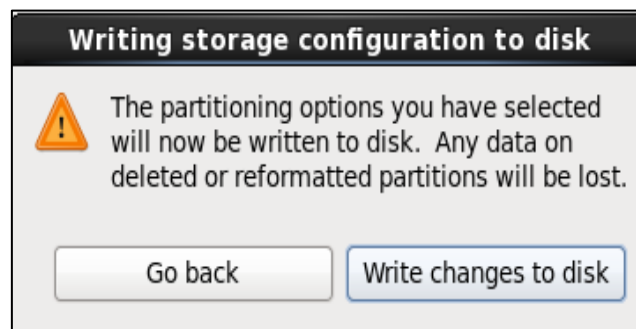 Writing storage configuration to disk
The partitioning options you have selected
will now be written to disk.  Any data on
deleted or reformatted partitions will be lost.
Go back
Write changes to disk